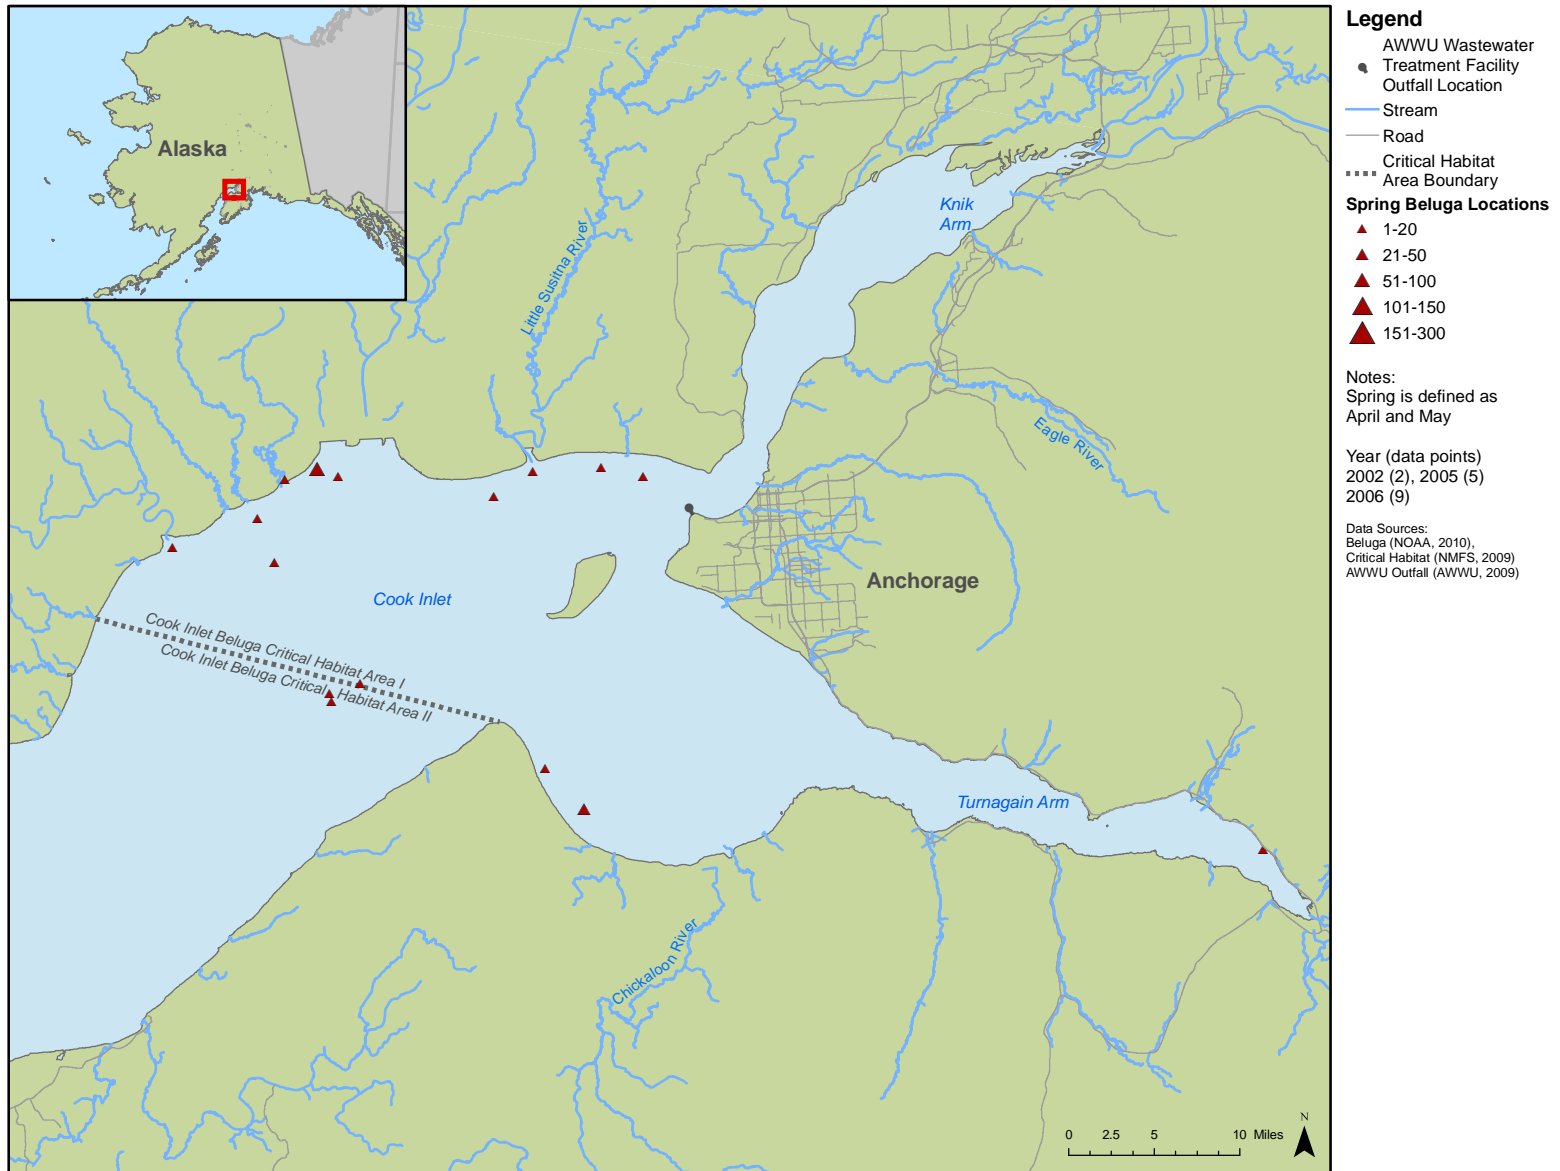 Alaska
Knik
Arm
Little Susitna River
Eagle River
Anchorage
Cook Inlet
Cook Inlet Beluga Critical Habitat Area I
Cook Inlet Beluga Critical Habitat Area II
Turnagain Arm
Chickaloon River
0 2.5 5 10 Miles
N
Legend
AWWU Wastewater
Treatment Facility
Outfall Location
Stream
Road
Critical Habitat
Area Boundary
Spring Beluga Locations
1-20
21-50
51-100
101-150
151-300
Notes:
Spring is defined as
April and May
Year (data points)
2002 (2), 2005 (5)
2006 (9)
Data Sources:
Beluga (NOAA, 2010),
Critical Habitat (NMFS, 2009)
AWWU Outfall (AWWU, 2009)